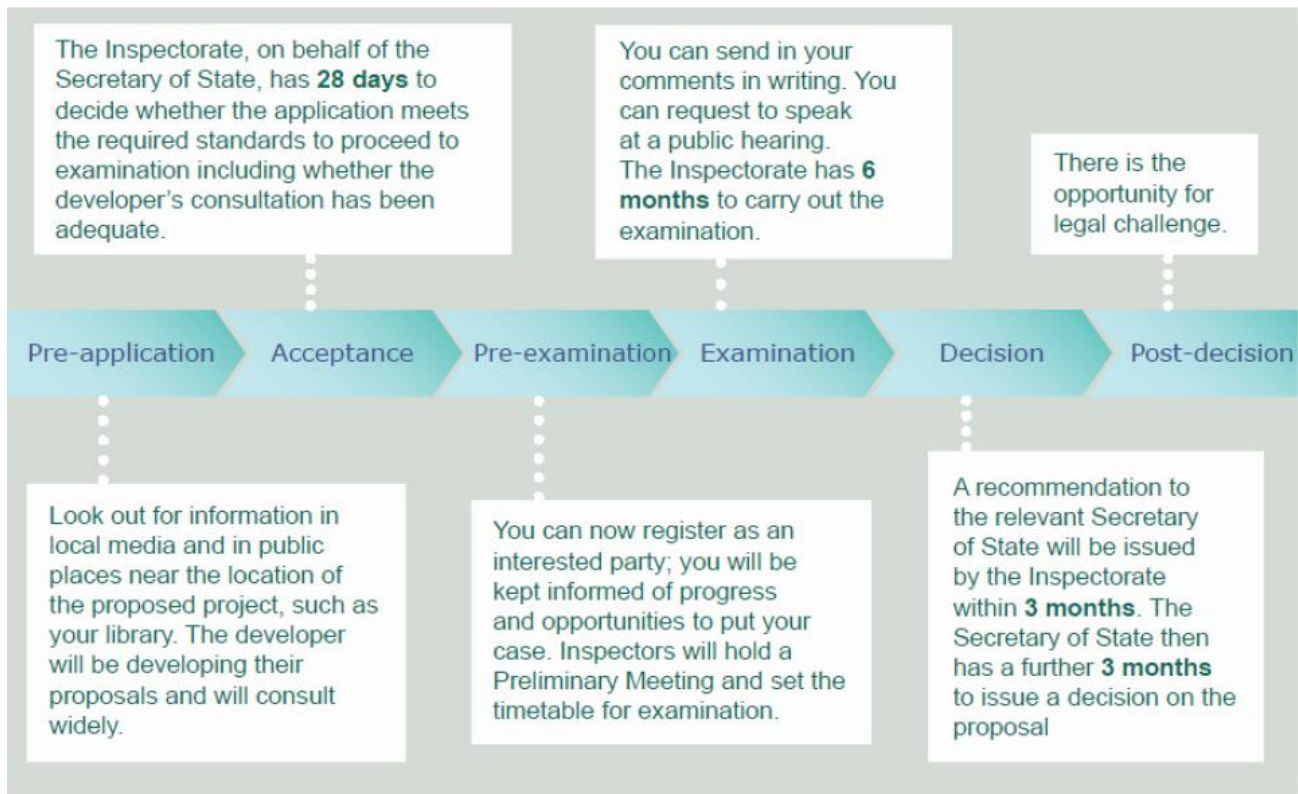 The Inspectorate, on behalf of the
Secretary of State, has 28 days to
decide whether the application meets
the required standards to proceed to
examination including whether the
developer's consultation has been
adequate.
You can send in your
comments in writing. You
can request to speak
at a public hearing.
The Inspectorate has 6
months to carry out the
examination.
There is the
opportunity for
legal challenge.
Pre-application
Acceptance
Pre-examination
Examination
Decision
Post-decision
Look out for information in
local media and in public
places near the location of
the proposed project, such as
your library. The developer
will be developing their
proposals and will consult
widely.
You can now register as an
interested party; you will be
kept informed of progress
and opportunities to put your
case. Inspectors will hold a
Preliminary Meeting and set the
timetable for examination.
A recommendation to
the relevant Secretary
of State will be issued
by the Inspectorate
within 3 months. The
Secretary of State then
has a further 3 months
to issue a decision on the
proposal